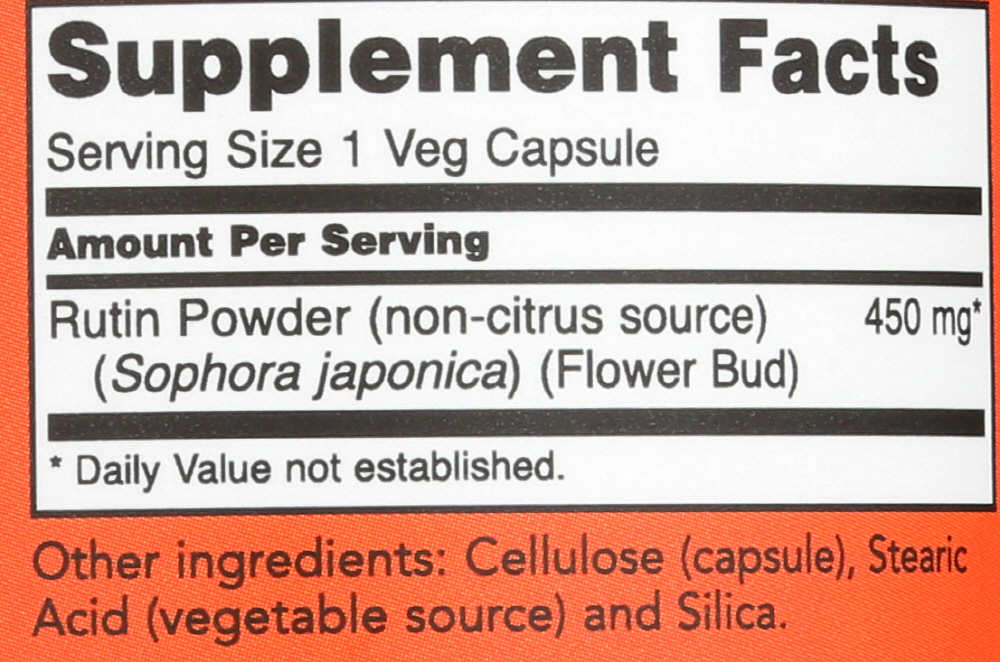 Supplement Facts
Serving Size 1 Veg Capsule
Amount Per Serving
Rutin Powder (non-citrus source) 450 mg*
(Sophora japonica) (Flower Bud)
* Daily Value not established.
Other ingredients: Cellulose (capsule), Stearic
Acid (vegetable source) and Silica.